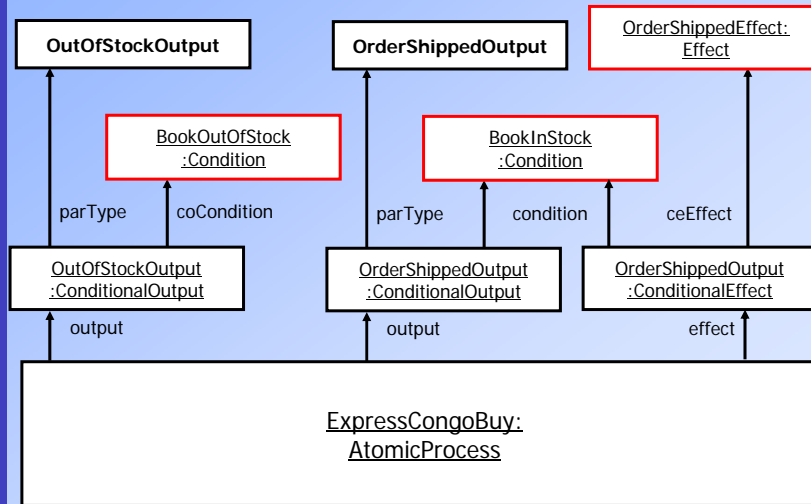 OutOfStockOutput
OrderShippedOutput
OrderShippedEffect:
Effect
BookOutOfStock
:Condition
BookInStock
:Condition
parType
coCondition
parType
condition
ceEffect
OutOfStockOutput
:ConditionalOutput
OrderShippedOutput
:ConditionalOutput
OrderShippedOutput
:ConditionalEffect
output
output
effect
ExpressCongoBuy:
AtomicProcess